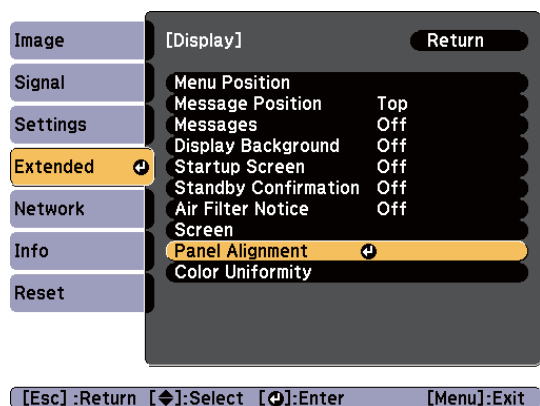 Image
Signal
Settings
Extended
Network
Info
Reset
[Display] Return
Menu Position
Message Position Top
Messages Off
Display Background Off
Startup Screen Off
Standby Confirmation Off
Air Filter Notice Off
Screen
Panel Alignment
Color Uniformity
[Esc] :Return [◆]:Select [↵]:Enter [Menu]:Exit